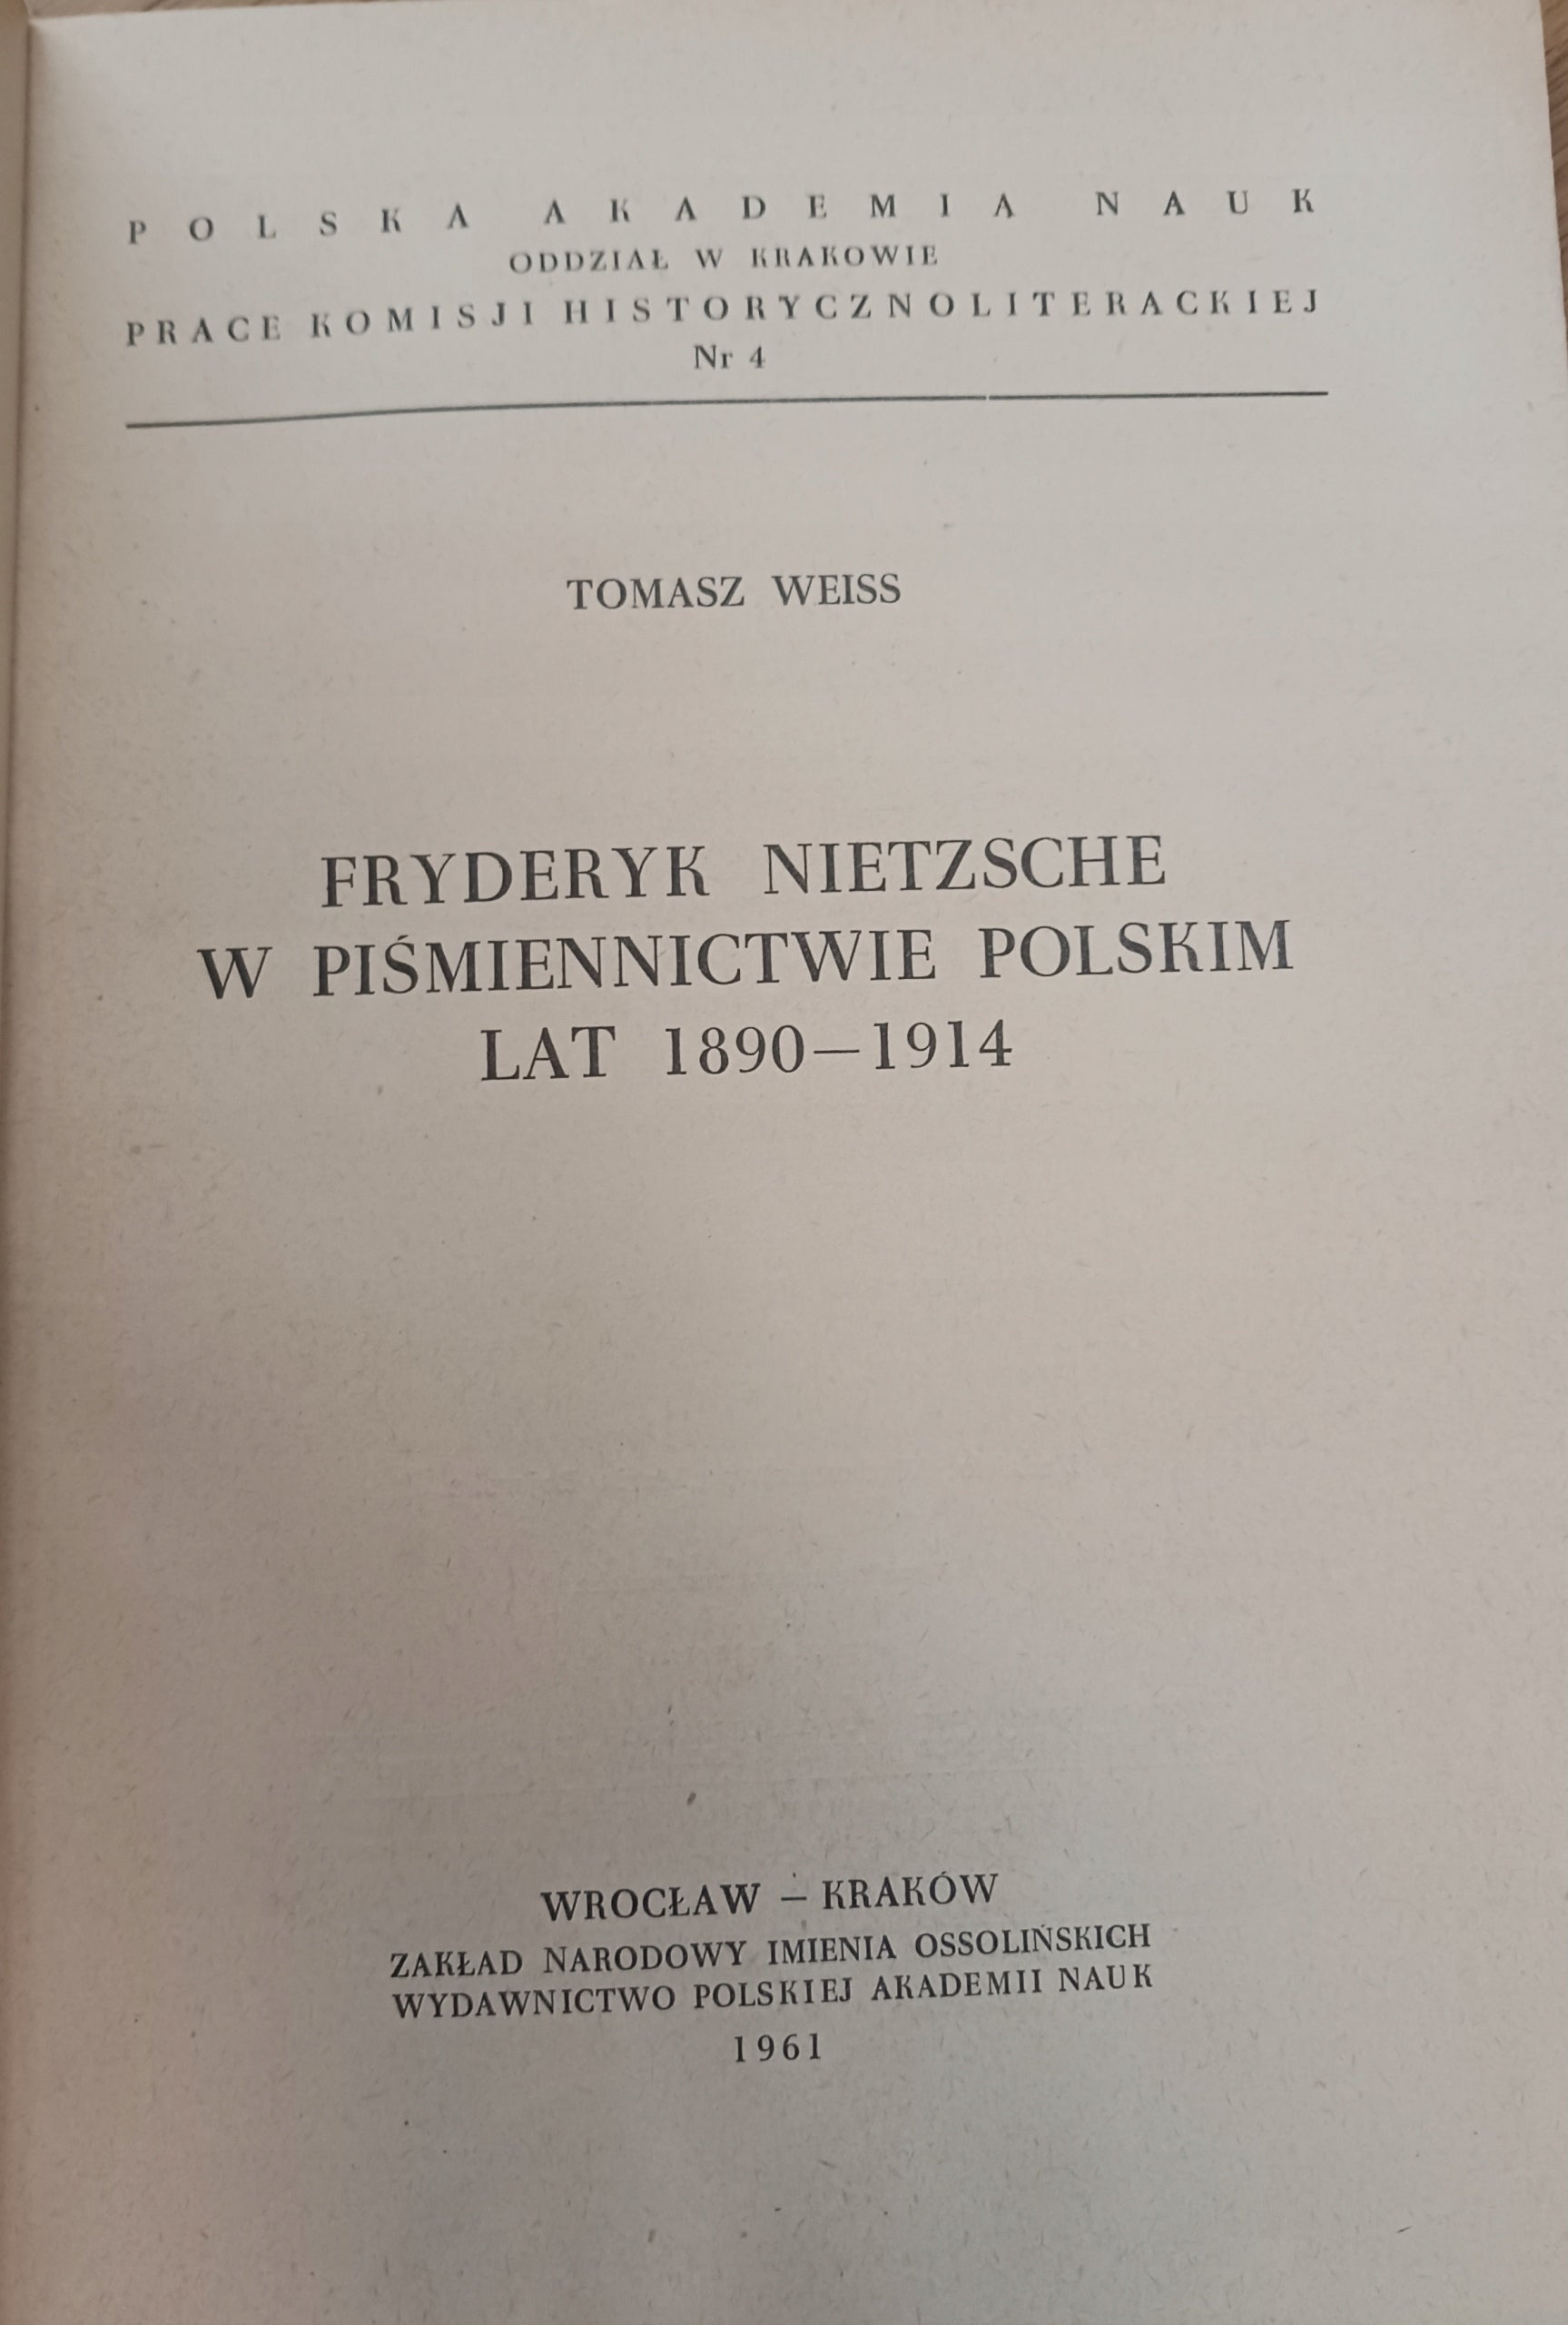 POLSKA AKADEMIA NAUK
ODDZIAŁ W KRAKOWIE
PRACE KOMISJI HISTORYCZNOLITERACKIEJ
Nr 4
TOMASZ WEISS
FRYDERYK NIETZSCHE
W PIŚMIENNICTWIE POLSKIM
LAT 1890—1914
WROCŁAW – KRAKÓW
ZAKŁAD NARODOWY IMIENIA OSSOLIŃSKICH
WYDAWNICTWO POLSKIEJ AKADEMII NAUK
1961